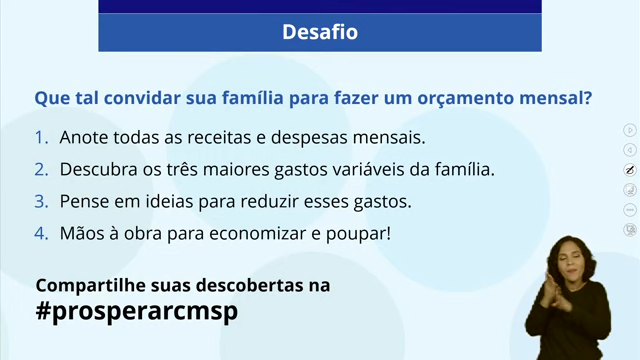 Desafio
Que tal convidar sua família para fazer um orçamento mensal?
1. Anote todas as receitas e despesas mensais.
2. Descubra os três maiores gastos variáveis da família.
3. Pense em ideias para reduzir esses gastos.
4. Mãos à obra para economizar e poupar!
Compartilhe suas descobertas na
#prosperarcmsp